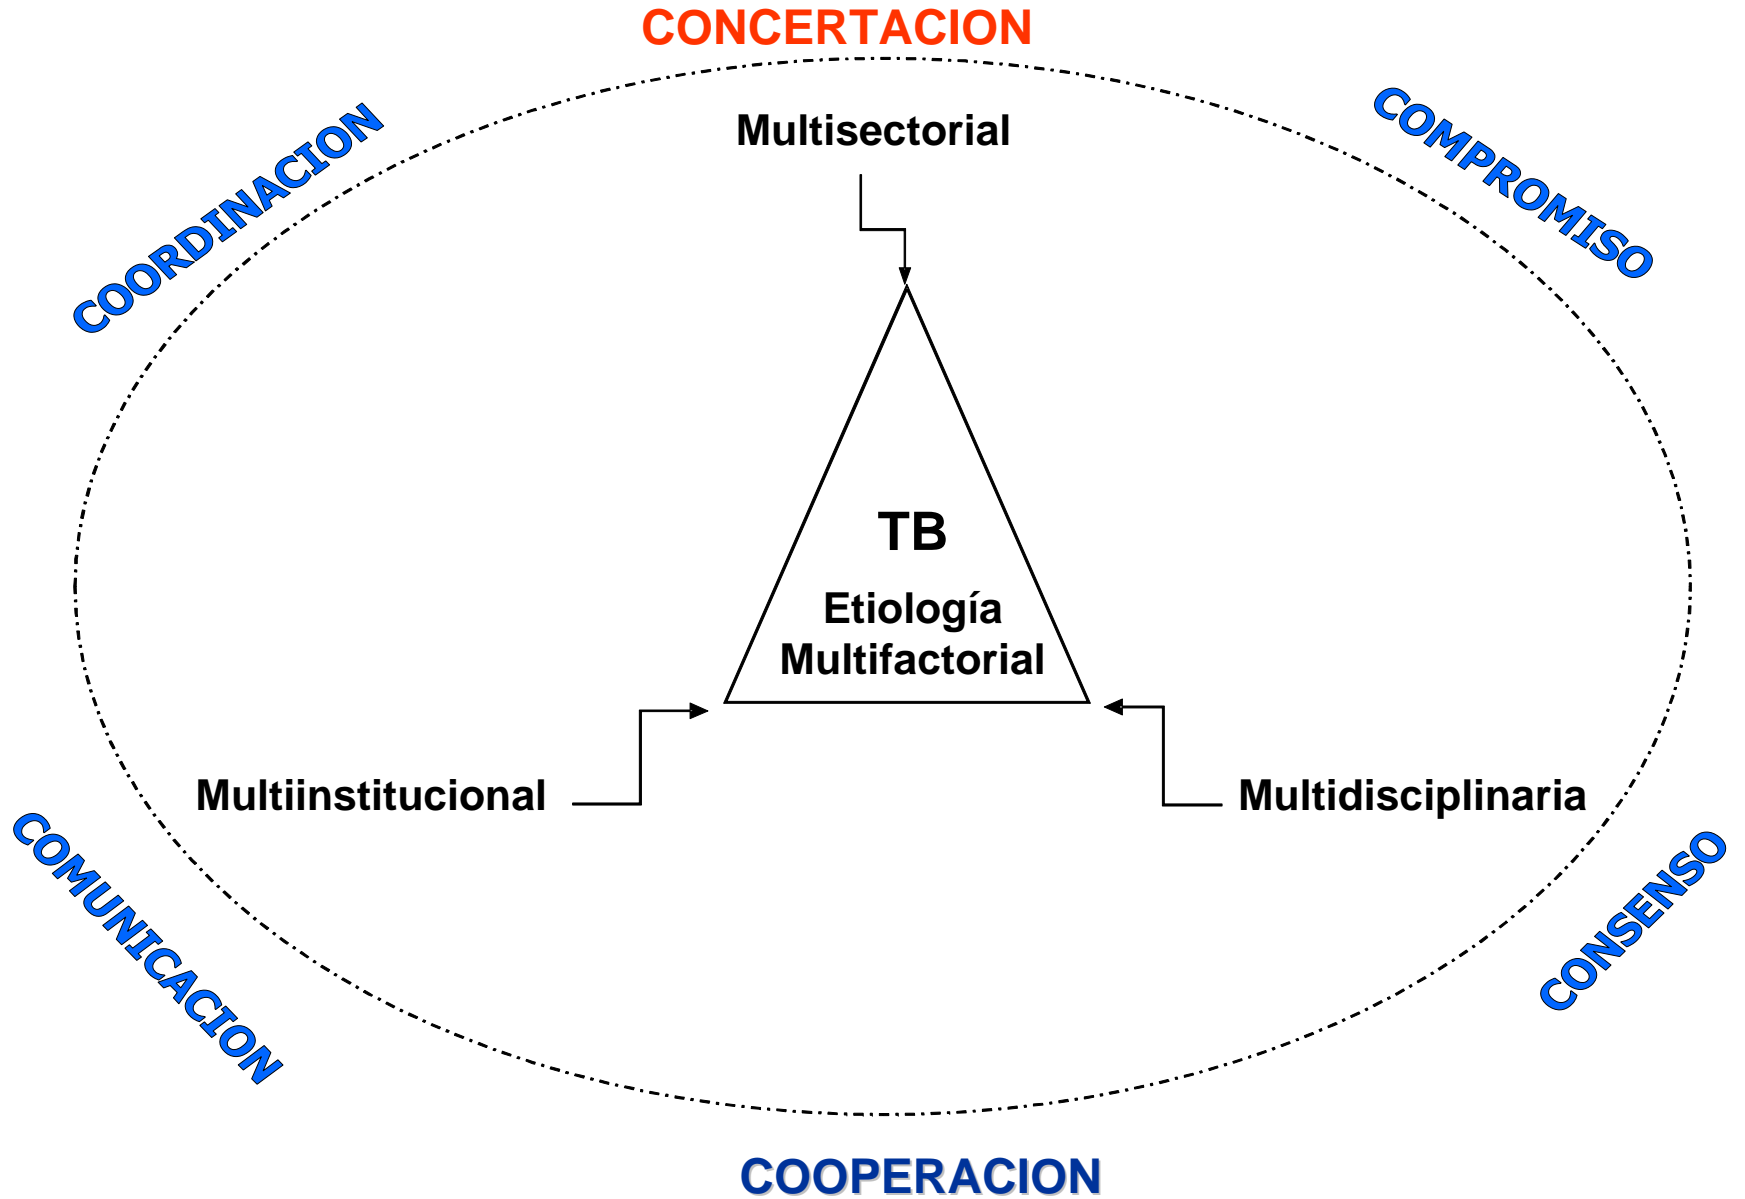 CONCERTACION
COORDINACION
COMPROMISO
Multisectorial
TB
Etiología
Multifactorial
Multiinstitucional
Multidisciplinaria
COMUNICACION
CONSENSO
COOPERACION